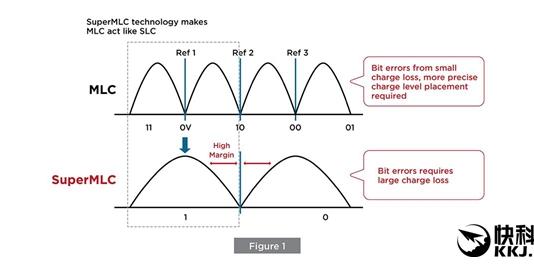 SuperMLC technology makes
MLC act like SLC
Ref 1 Ref 2 Ref 3
MLC
Bit errors from small
charge loss, more precise
charge level placement
required
11 0V 10 00 01
High
Margin
SuperMLC
Bit errors requires
large charge loss
1 0
Figure 1
快科
KKJ.